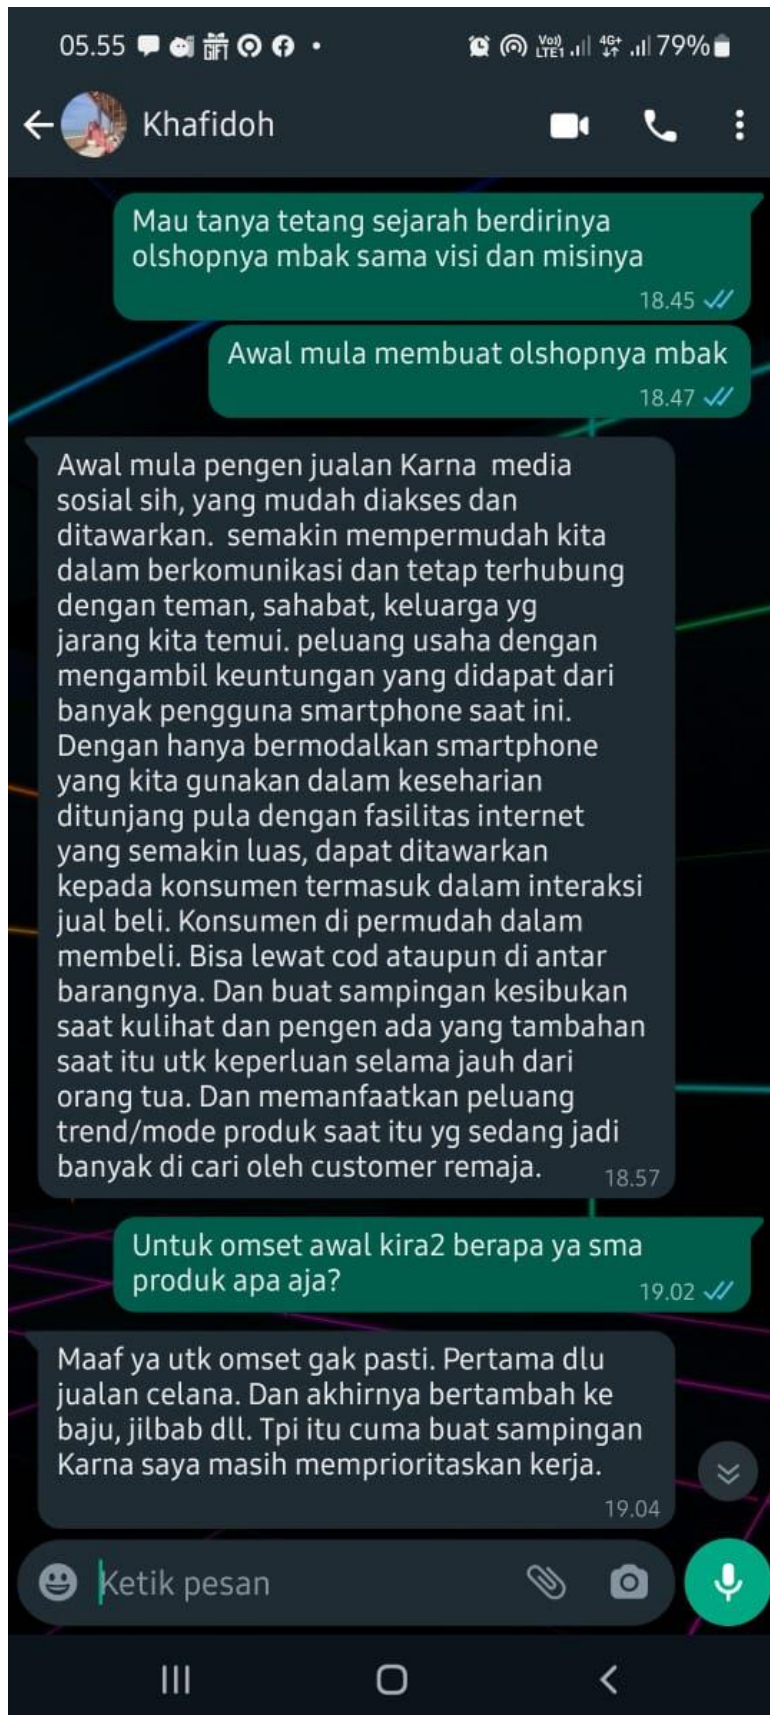 05.55
GIFT
Vo))
LTE1
4G+
79%
Khafidoh
Mau tanya tetang sejarah berdirinya
olshopnya mbak sama visi dan misinya
18.45
Awal mula membuat olshopnya mbak
18.47
Awal mula pengen jualan Karna media
sosial sih, yang mudah diakses dan
ditawarkan. semakin mempermudah kita
dalam berkomunikasi dan tetap terhubung
dengan teman, sahabat, keluarga yg
jarang kita temui. peluang usaha dengan
mengambil keuntungan yang didapat dari
banyak pengguna smartphone saat ini.
Dengan hanya bermodalkan smartphone
yang kita gunakan dalam keseharian
ditunjang pula dengan fasilitas internet
yang semakin luas, dapat ditawarkan
kepada konsumen termasuk dalam interaksi
jual beli. Konsumen di permudah dalam
membeli. Bisa lewat cod ataupun di antar
barangnya. Dan buat sampingan kesibukan
saat kulihat dan pengen ada yang tambahan
saat itu utk keperluan selama jauh dari
orang tua. Dan memanfaatkan peluang
trend/mode produk saat itu yg sedang jadi
banyak di cari oleh customer remaja.
18.57
Untuk omset awal kira2 berapa ya sma
produk apa aja?
19.02
Maaf ya utk omset gak pasti. Pertama dlu
jualan celana. Dan akhirnya bertambah ke
baju, jilbab dll. Tpi itu cuma buat sampingan
Karna saya masih memprioritaskan kerja.
19.04
Ketik pesan